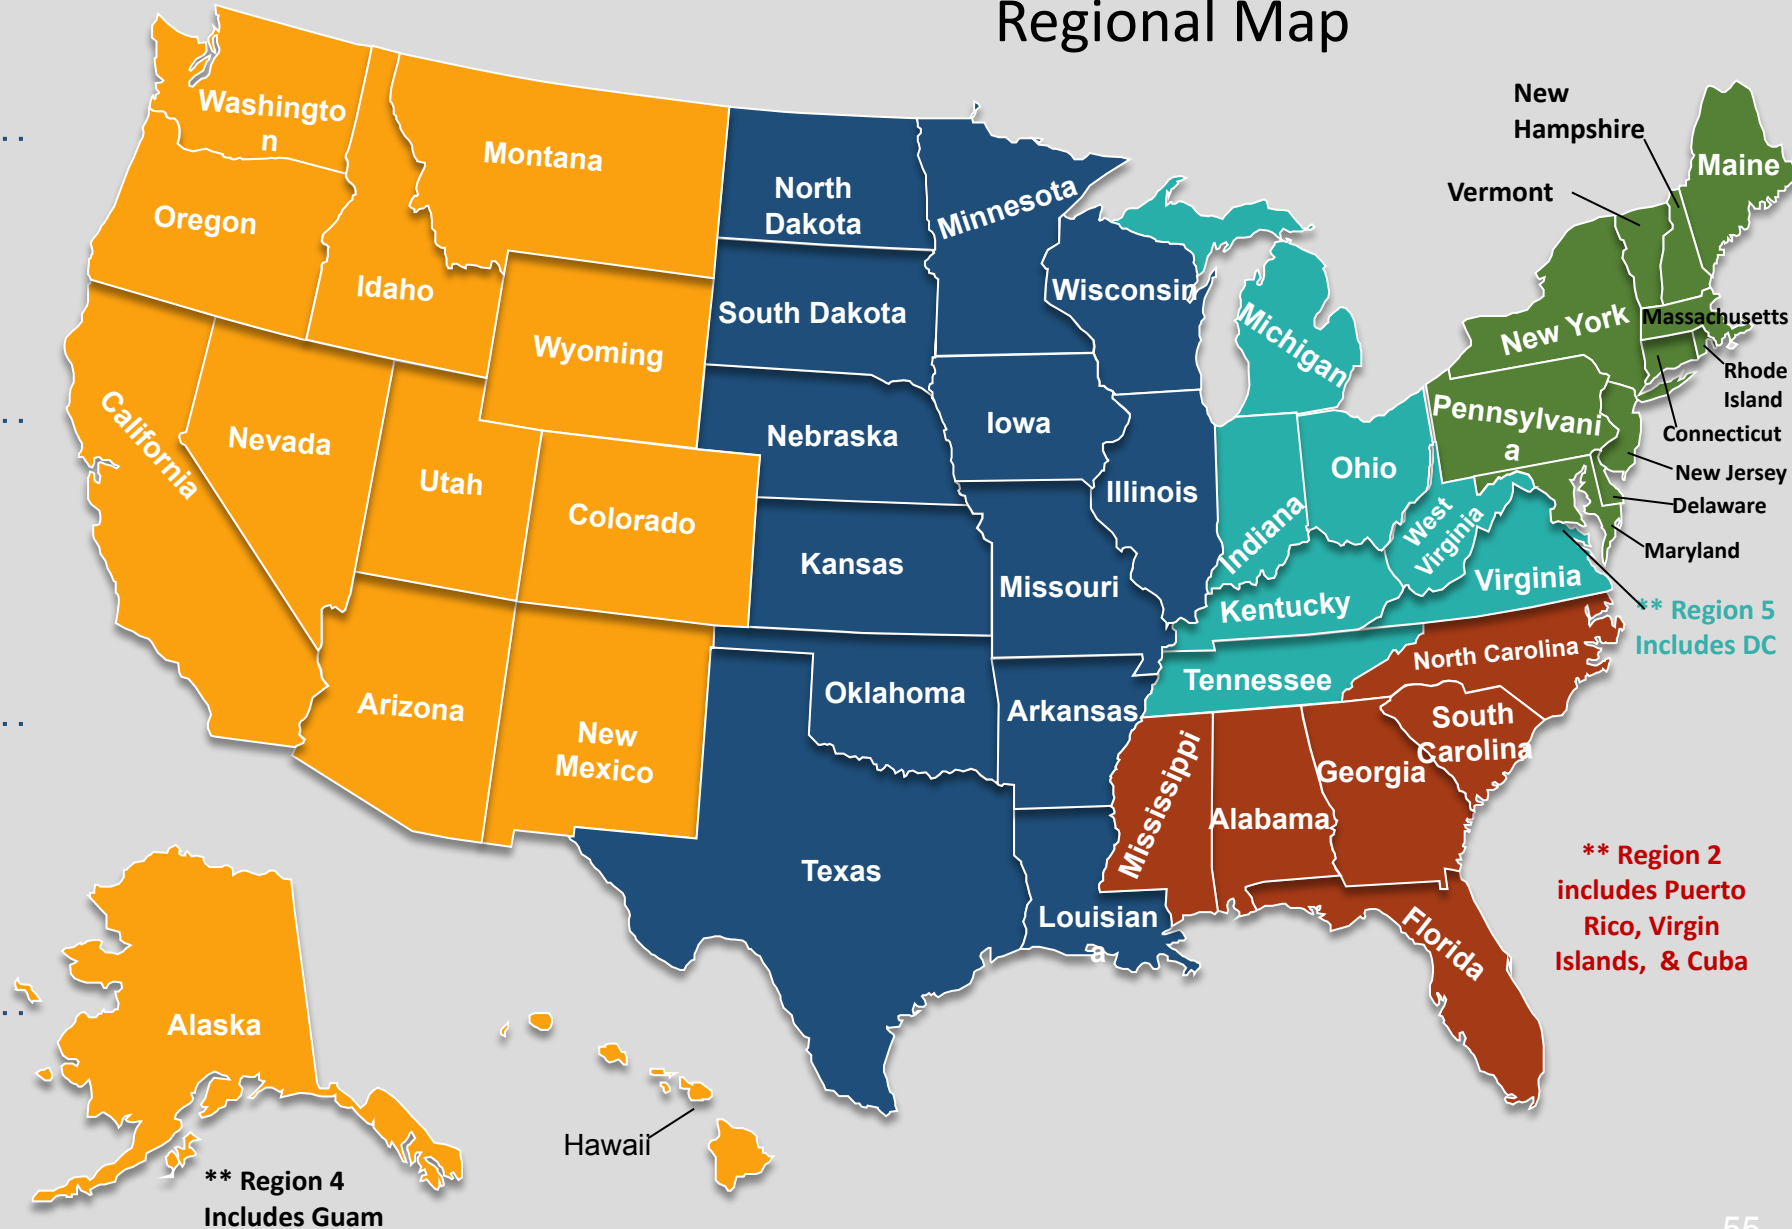 Regional Map
New
Hampshire
Vermont
Maine
Washingto
n
Montana
North
Dakota
Minnesota
Oregon
Idaho
Wisconsin
South Dakota
Michigan
New York
Massachusetts
Wyoming
Rhode
Island
California
Nevada
Nebraska
Iowa
Pennsylvani
a
Connecticut
Utah
Ohio
New Jersey
Colorado
Illinois
Indiana
West
Virginia
Delaware
Kansas
Missouri
Virginia
Maryland
Kentucky
** Region 5
Includes DC
North Carolina
Tennessee
Arizona
Oklahoma
Arkansas
South
Carolina
New
Mexico
Mississippi
Georgia
Alabama
Texas
** Region 2
includes Puerto
Rico, Virgin
Islands, & Cuba
Louisian
a
Florida
Alaska
Hawaii
** Region 4
Includes Guam
55